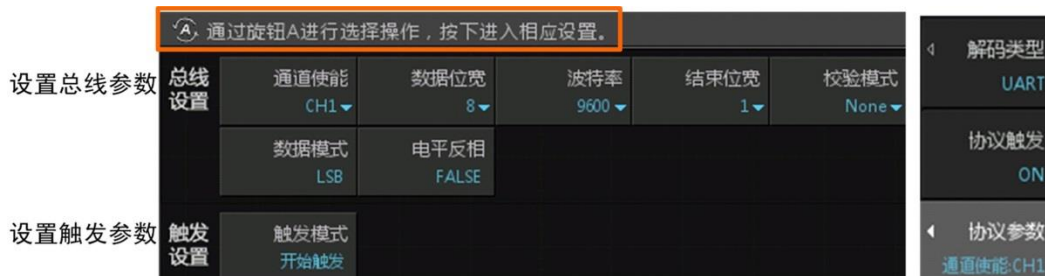 A 通过旋钮A进行选择操作，按下进入相应设置。
设置总线参数
总线设置
通道使能 数据位宽 波特率 结束位宽 校验模式
CH1 8 9600 1 None
数据模式 电平反相
LSB FALSE
设置触发参数
触发设置
触发模式
开始触发
解码类型
UART
协议触发
ON
协议参数
通道使能:CH1